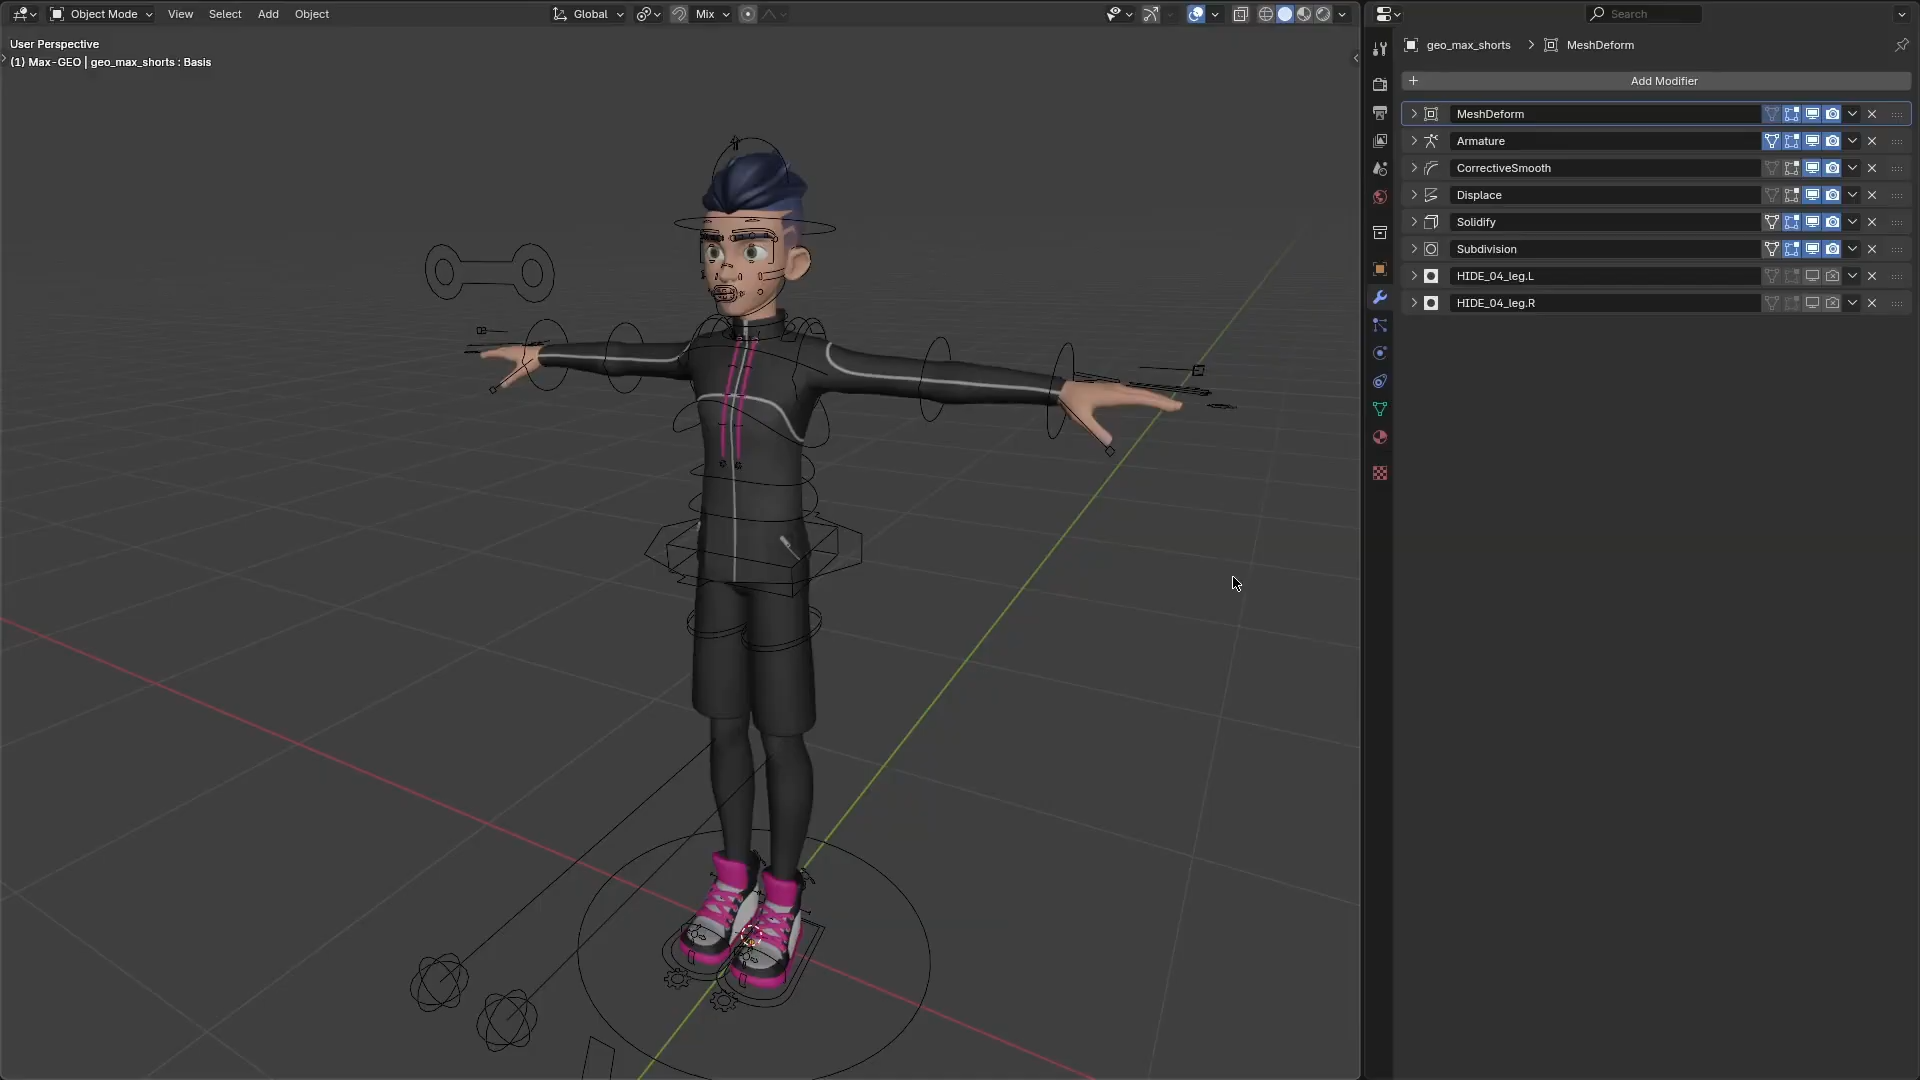 Object Mode View Select Add Object Global Mix Search
User Perspective
(1) Max-GEO | geo_max_shorts : Basis
geo_max_shorts MeshDeform
Add Modifier
MeshDeform
Armature
CorrectiveSmooth
Displace
Solidify
Subdivision
HIDE_04_leg.L
HIDE_04_leg.R